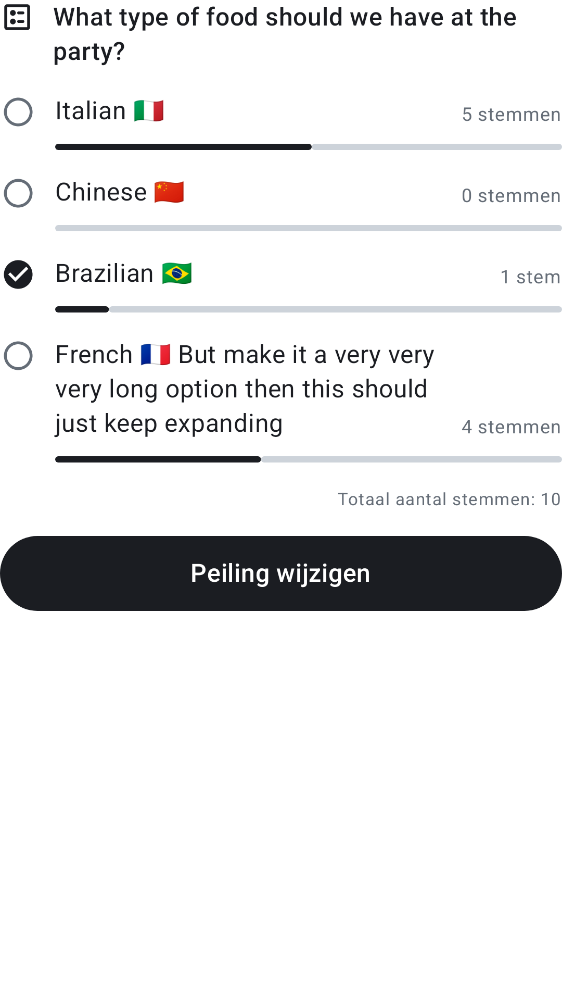 What type of food should we have at the
party?
Italian 🇮🇹
5 stemmen
Chinese 🇨🇳
0 stemmen
Brazilian 🇧🇷
1 stem
French 🇫🇷 But make it a very very
very long option then this should
just keep expanding
4 stemmen
Totaal aantal stemmen: 10
Peiling wijzigen